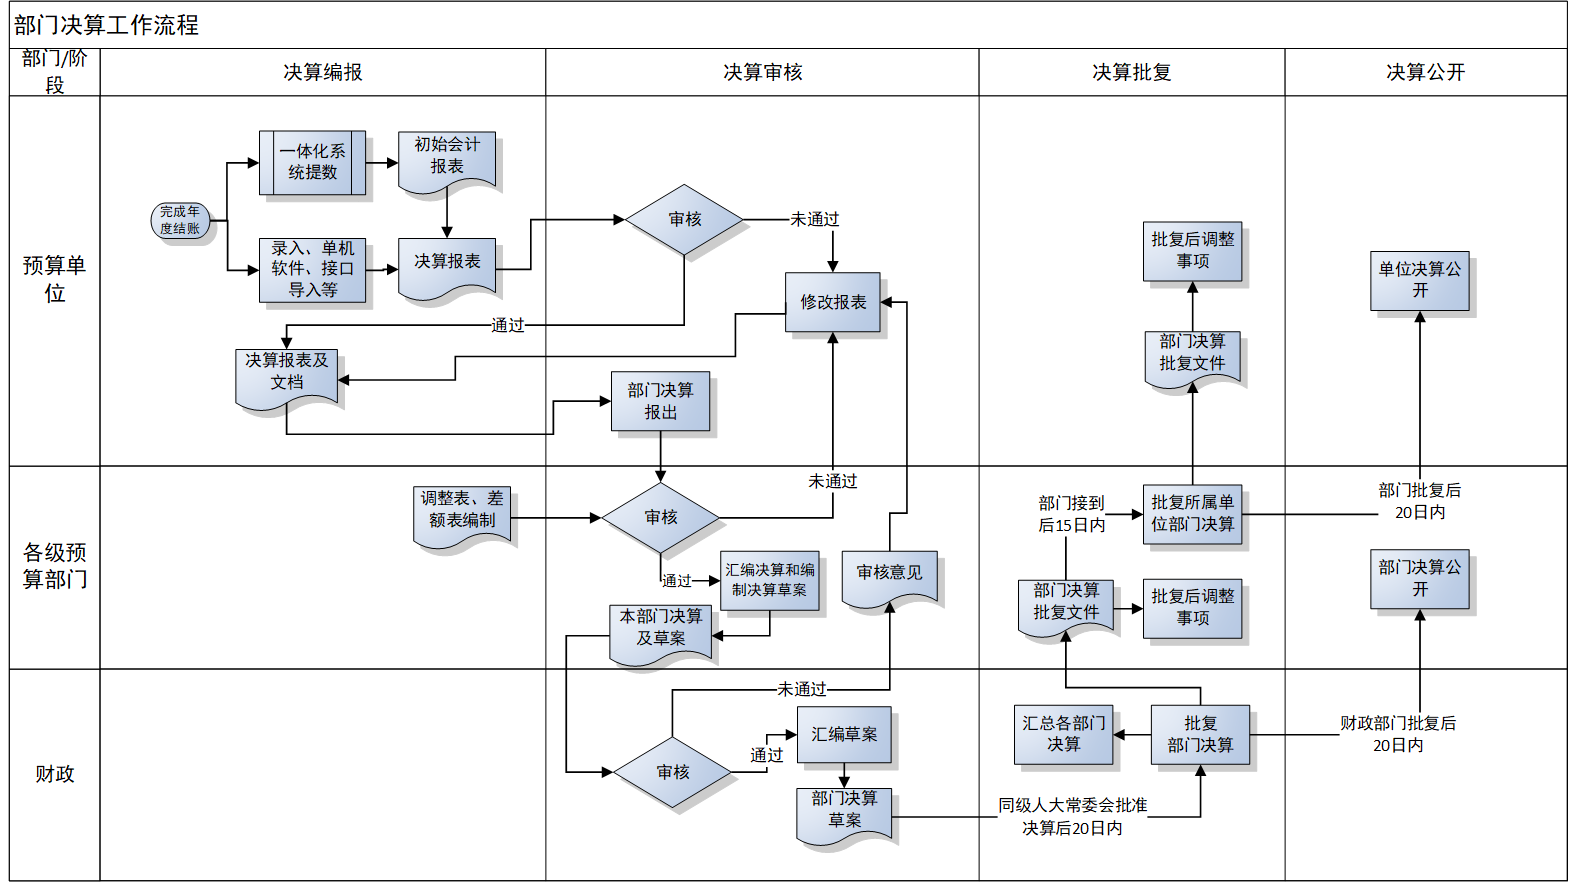 部门决算工作流程
部门/阶
段
决算编报
决算审核
决算批复
决算公开
预算单
位
完成年
度结账
一体化系
统提数
初始会计
报表
录入、单机
软件、接口
导入等
决算报表
审核
未通过
修改报表
通过
决算报表及
文档
部门决算
报出
批复后调整
事项
部门决算
批复文件
单位决算公
开
各级预
算部门
调整表、差
额表编制
审核
未通过
通过
汇编决算和编
制决算草案
本部门决算
及草案
审核意见
部门接到
后15日内
批复所属单
位部门决算
部门决算
批复文件
批复后调整
事项
部门批复后
20日内
部门决算公
开
财政
审核
未通过
通过
汇编草案
部门决算
草案
汇总各部门
决算
批复
部门决算
同级人大常委会批准
决算后20日内
财政部门批复后
20日内